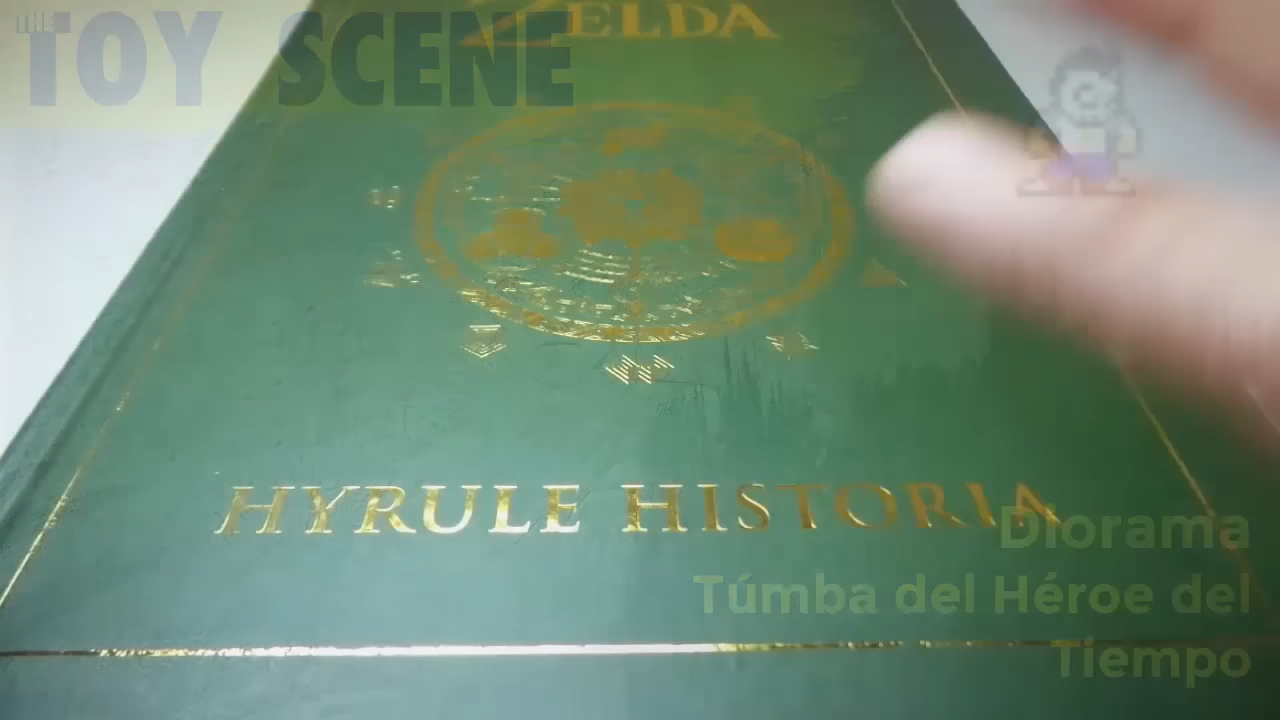 THE
TOY SCENE
ZELDA
HYRULE HISTORIA
Diorama
Túmba del Héroe del
Tiempo